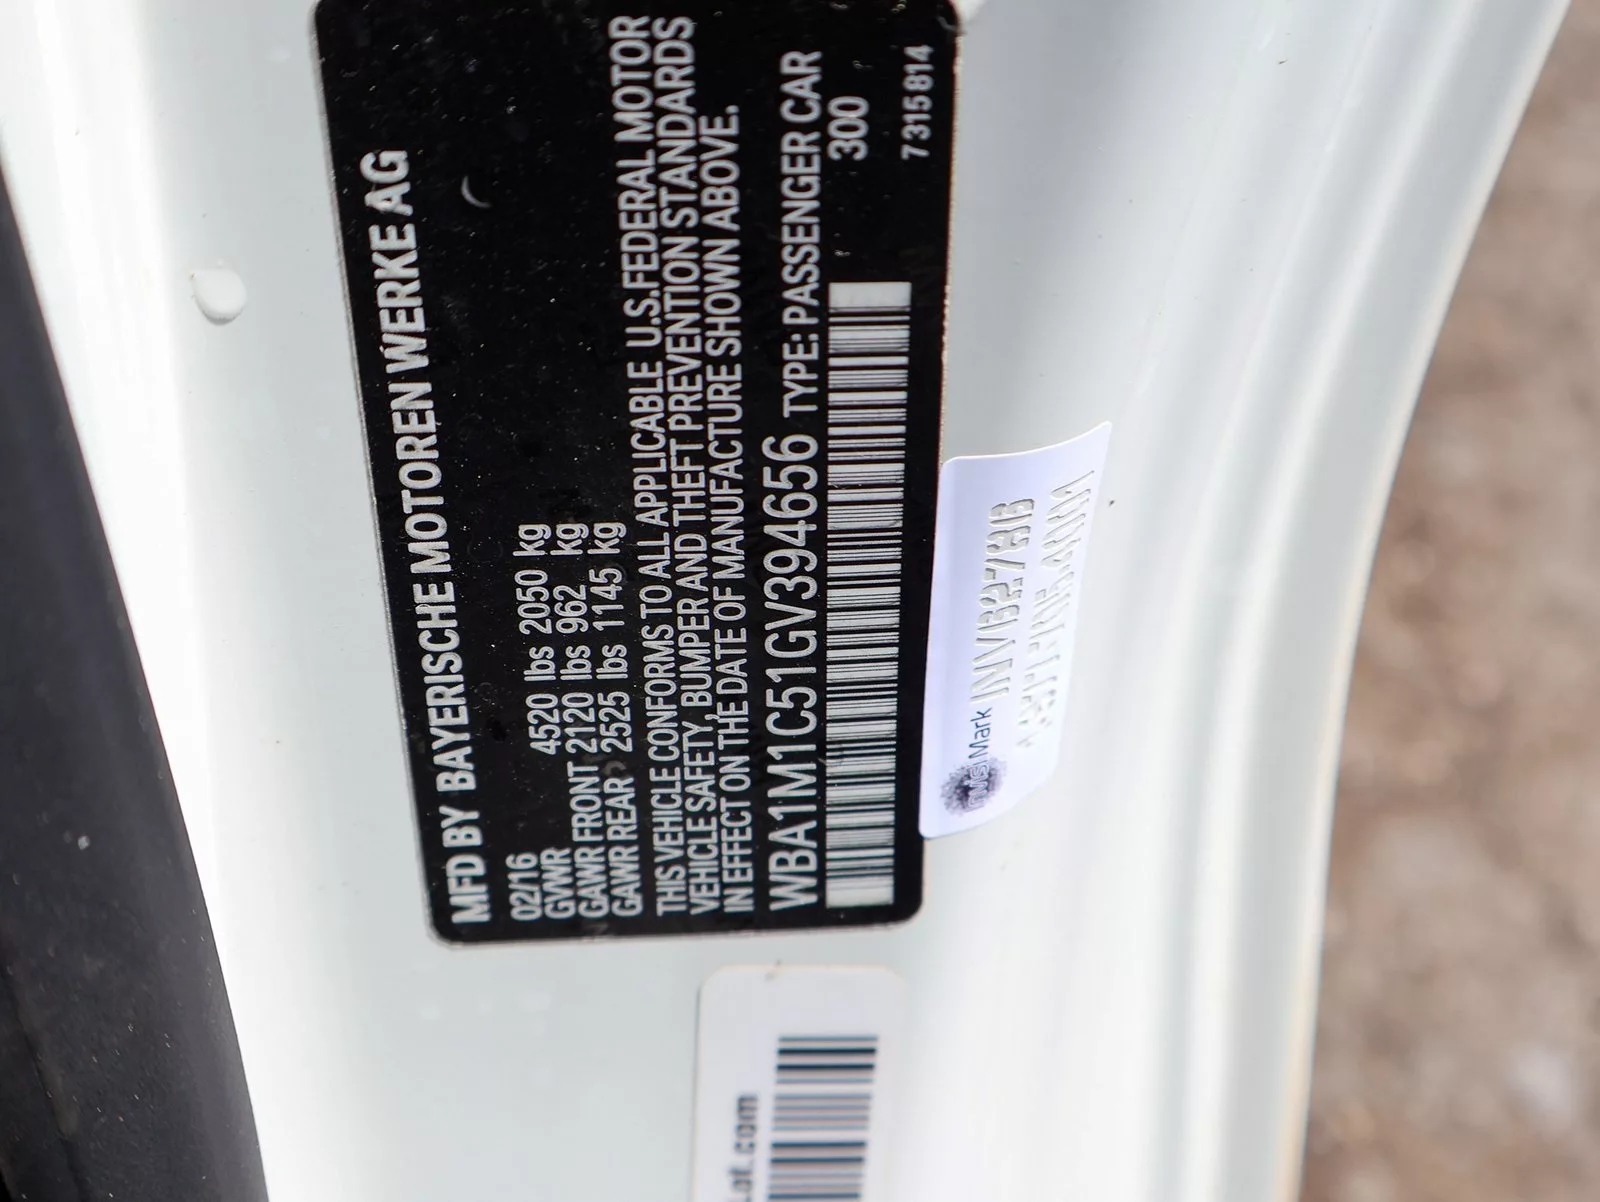 MFD BY BAYERISCHE MOTOREN WERKE AG
02/16
GVWR 4520 lbs 2050 kg
GAWR FRONT 2120 lbs 962 kg
GAWR REAR 2525 lbs 1145 kg
THIS VEHICLE CONFORMS TO ALL APPLICABLE U.S.FEDERAL MOTOR
VEHICLE SAFETY, BUMPER AND THEFT PREVENTION STANDARDS
IN EFFECT ON THE DATE OF MANUFACTURE SHOWN ABOVE.
WBA1M1C51GV394656 TYPE: PASSENGER CAR
300
7315814
Mark
.com